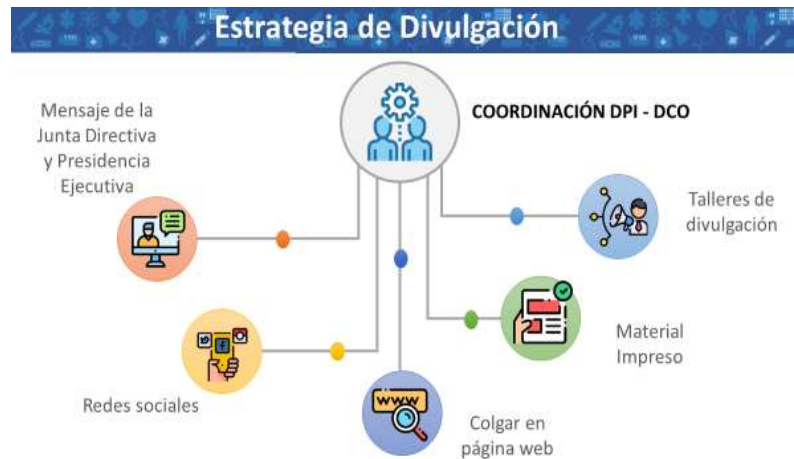 Estrategia de Divulgación
COORDINACIÓN DPI - DCO
Mensaje de la
Junta Directiva
y Presidencia
Ejecutiva
Talleres de
divulgación
Material
Impreso
Redes sociales
www
Colgar en
página web